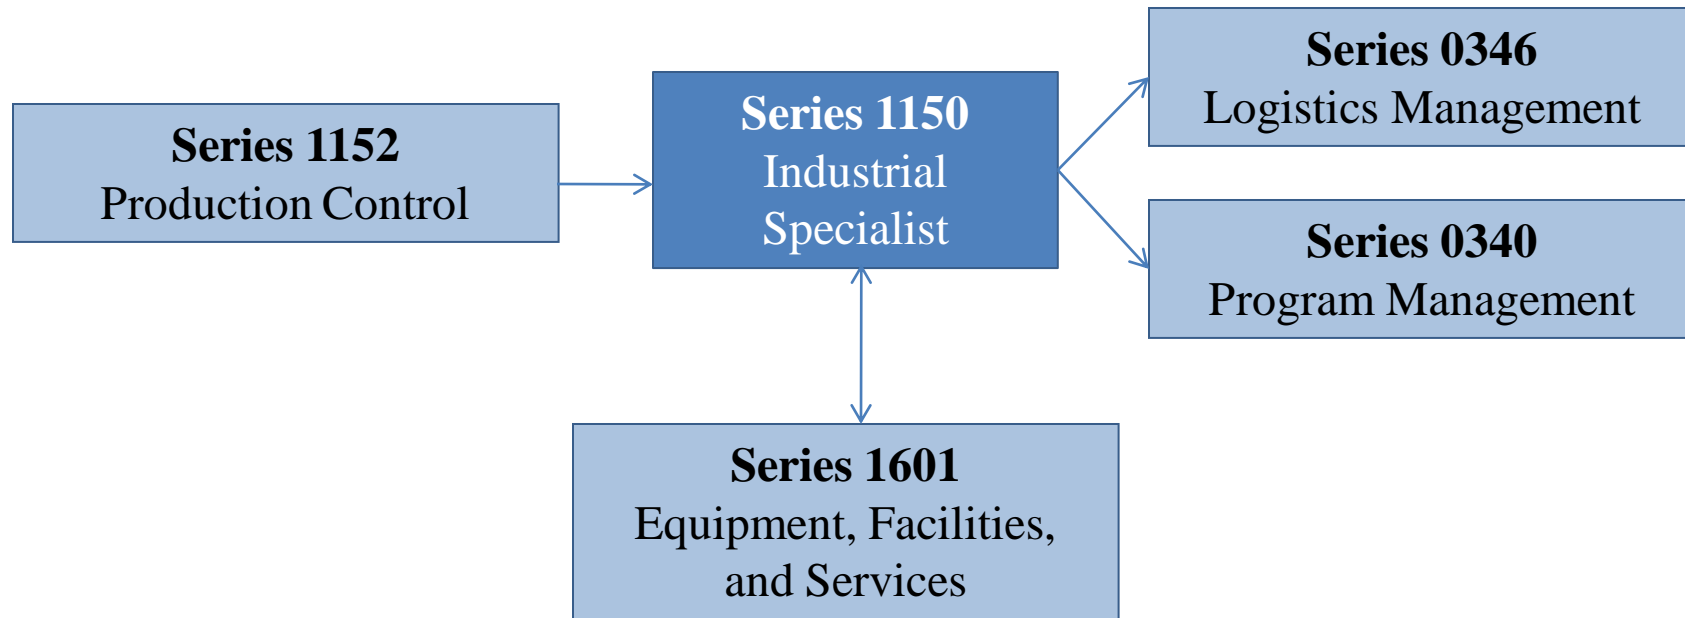 Series 1152
Production Control
Series 1150
Industrial
Specialist
Series 0346
Logistics Management
Series 0340
Program Management
Series 1601
Equipment, Facilities,
and Services